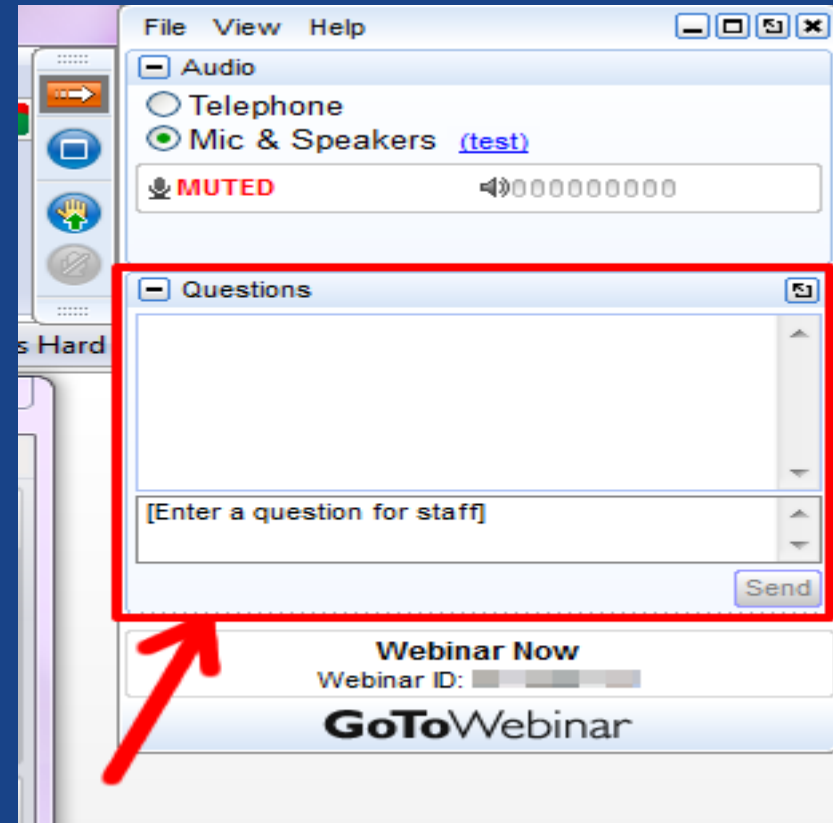 File View Help
Audio
Telephone
Mic & Speakers (test)
MUTED
Questions
s Hard
[Enter a question for staff]
Send
Webinar Now
Webinar ID:
GoToWebinar